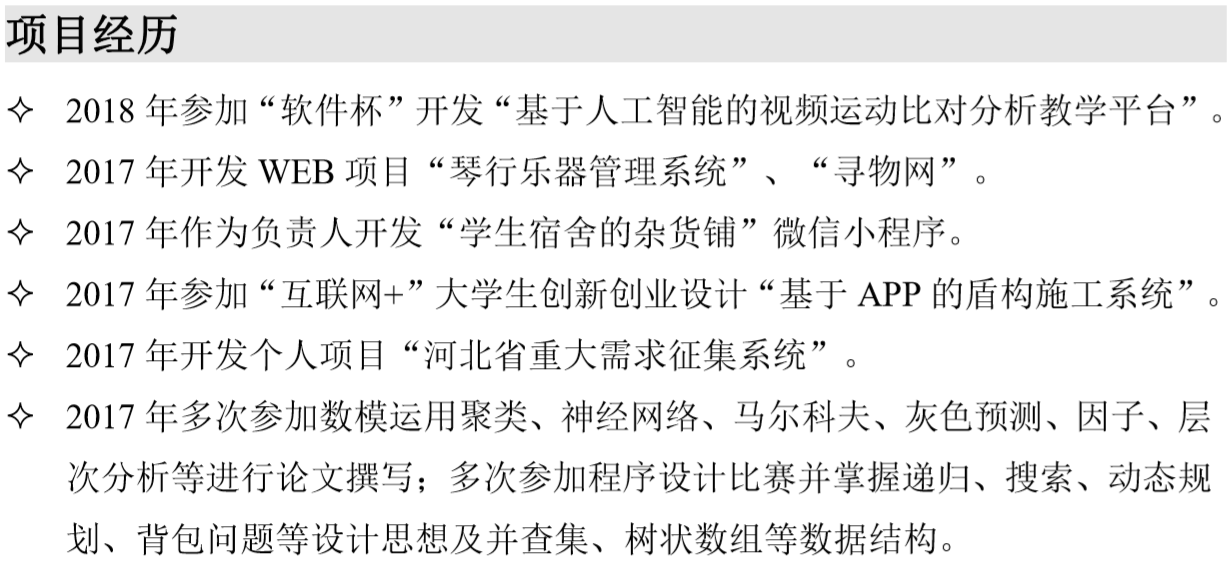 项目经历
✧ 2018 年参加“软件杯”开发“基于人工智能的视频运动比对分析教学平台”。
✧ 2017 年开发 WEB 项目“琴行乐器管理系统”、“寻物网”。
✧ 2017 年作为负责人开发“学生宿舍的杂货铺”微信小程序。
✧ 2017 年参加“互联网+”大学生创新创业设计“基于 APP 的盾构施工系统”。
✧ 2017 年开发个人项目“河北省重大需求征集系统”。
✧ 2017 年多次参加数模运用聚类、神经网络、马尔科夫、灰色预测、因子、层
次分析等进行论文撰写；多次参加程序设计比赛并掌握递归、搜索、动态规
划、背包问题等设计思想及并查集、树状数组等数据结构。